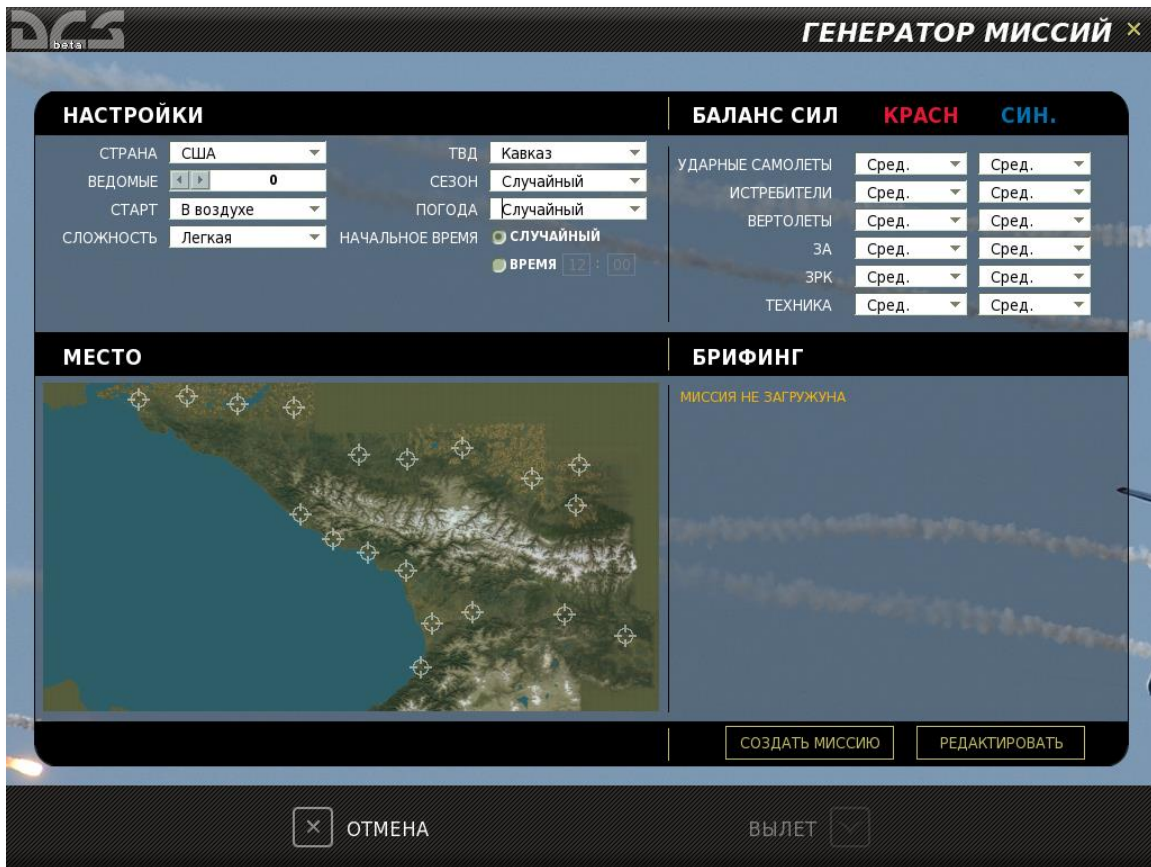 DCS beta
ГЕНЕРАТОР МИССИЙ
НАСТРОЙКИ
СТРАНА США
ВЕДОМЫЕ 0
СТАРТ В воздухе
СЛОЖНОСТЬ Легкая
ТВД Кавказ
СЕЗОН Случайный
ПОГОДА Случайный
НАЧАЛЬНОЕ ВРЕМЯ СЛУЧАЙНЫЙ
ВРЕМЯ 12 : 00
БАЛАНС СИЛ КРАСН СИН.
УДАРНЫЕ САМОЛЕТЫ Сред. Сред.
ИСТРЕБИТЕЛИ Сред. Сред.
ВЕРТОЛЕТЫ Сред. Сред.
ЗА Сред. Сред.
ЗРК Сред. Сред.
ТЕХНИКА Сред. Сред.
МЕСТО
БРИФИНГ
МИССИЯ НЕ ЗАГРУЖУНА
СОЗДАТЬ МИССИЮ РЕДАКТИРОВАТЬ
ОТМЕНА ВЫЛЕТ